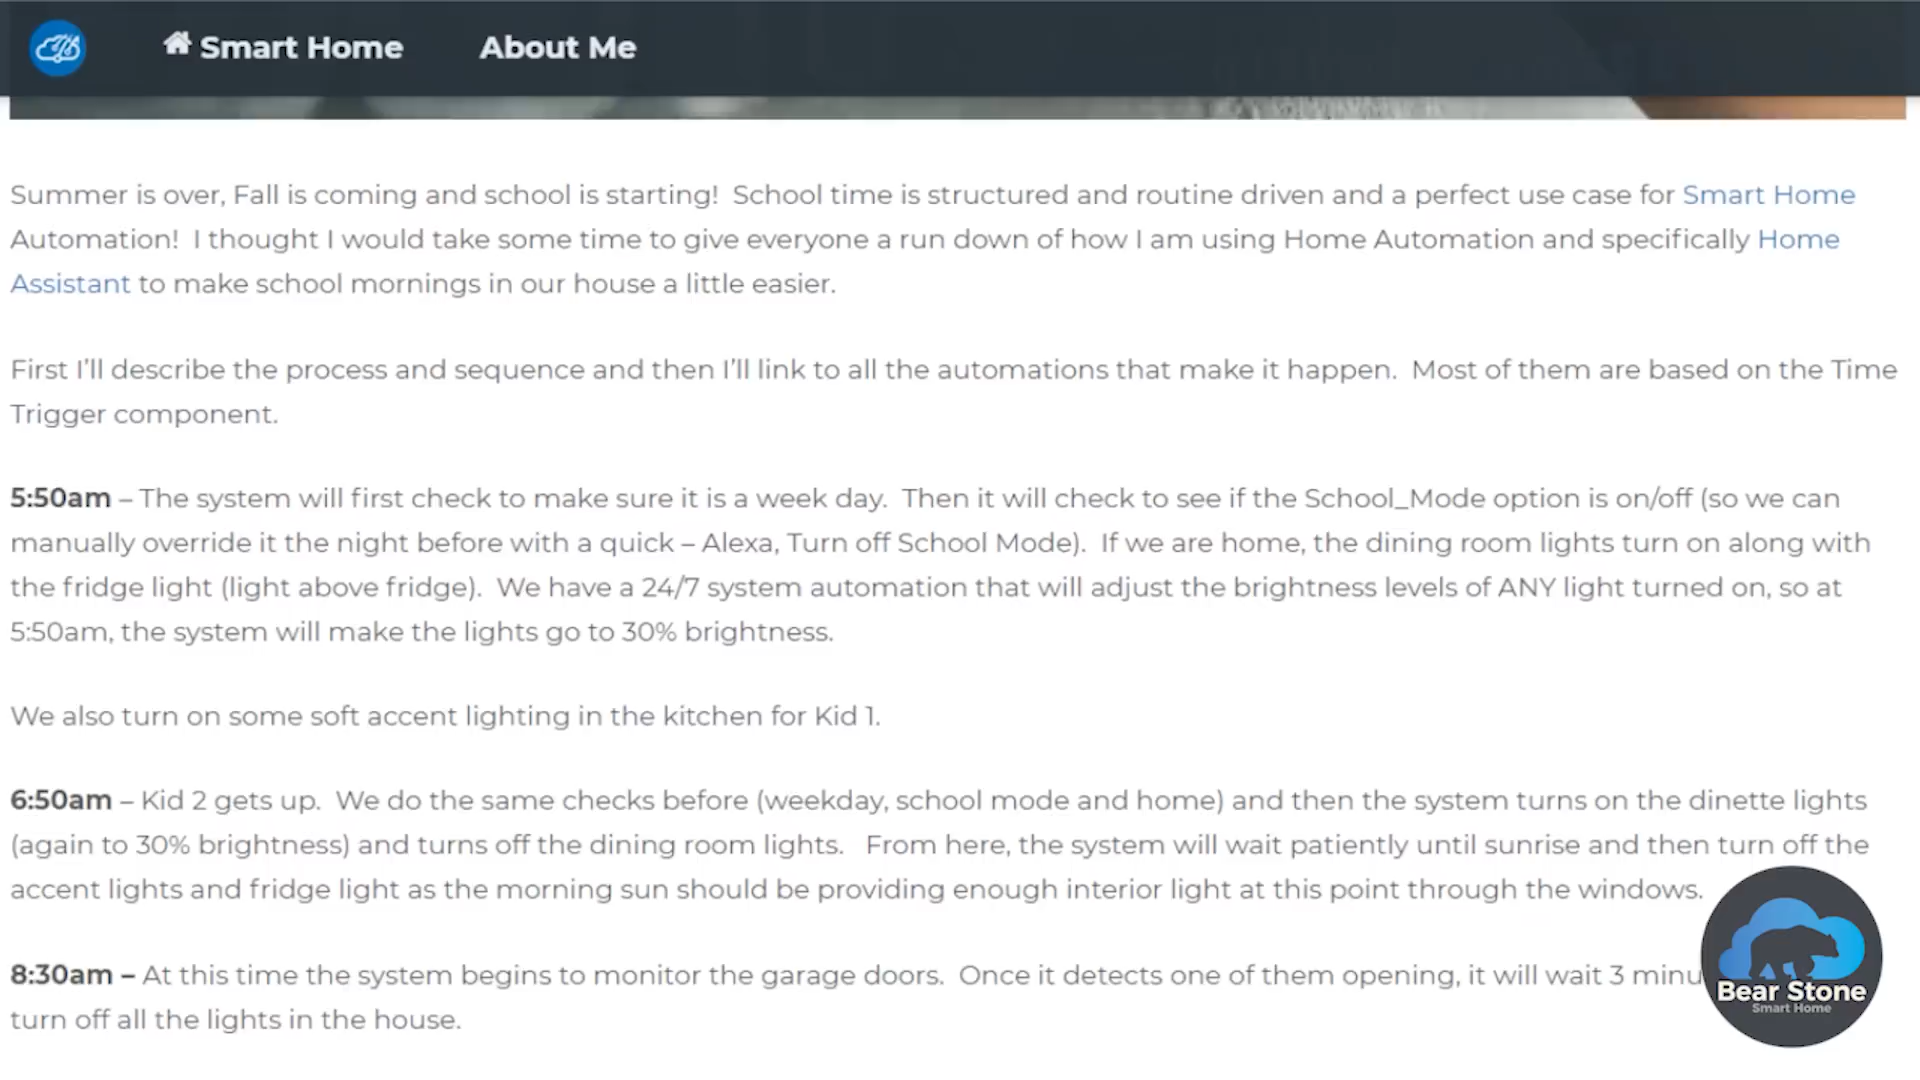 Smart Home About Me
Summer is over, Fall is coming and school is starting! School time is structured and routine driven and a perfect use case for Smart Home
Automation! I thought I would take some time to give everyone a run down of how I am using Home Automation and specifically Home
Assistant to make school mornings in our house a little easier.
First I'll describe the process and sequence and then I'll link to all the automations that make it happen. Most of them are based on the Time
Trigger component.
5:50am – The system will first check to make sure it is a week day. Then it will check to see if the School_Mode option is on/off (so we can
manually override it the night before with a quick – Alexa, Turn off School Mode). If we are home, the dining room lights turn on along with
the fridge light (light above fridge). We have a 24/7 system automation that will adjust the brightness levels of ANY light turned on, so at
5:50am, the system will make the lights go to 30% brightness.
We also turn on some soft accent lighting in the kitchen for Kid 1.
6:50am – Kid 2 gets up. We do the same checks before (weekday, school mode and home) and then the system turns on the dinette lights
(again to 30% brightness) and turns off the dining room lights. From here, the system will wait patiently until sunrise and then turn off the
accent lights and fridge light as the morning sun should be providing enough interior light at this point through the windows.
8:30am – At this time the system begins to monitor the garage doors. Once it detects one of them opening, it will wait 3 minu
turn off all the lights in the house.
Bear Stone
Smart Home